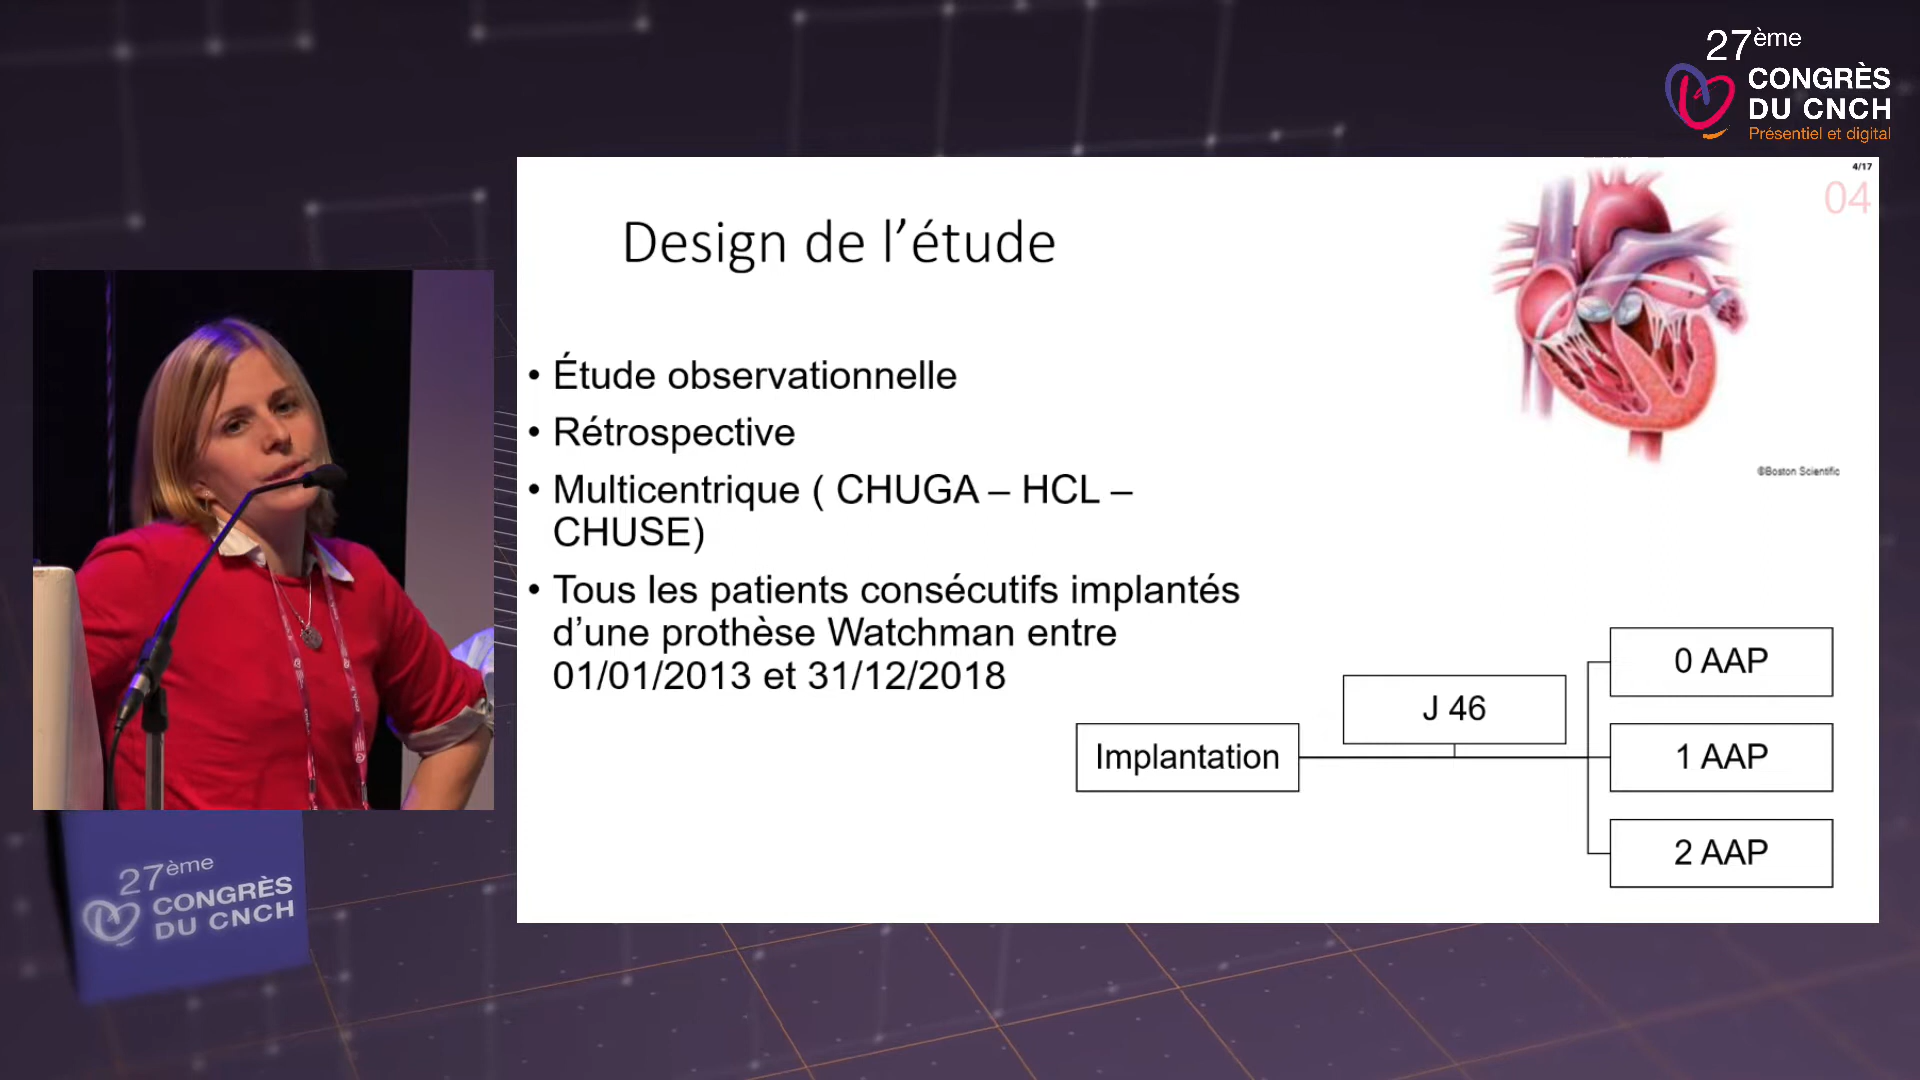 27ème
CONGRÈS
DU CNCH
Présentiel et digital
4/17
04
Design de l’étude
©Boston Scientific
• Étude observationnelle
• Rétrospective
• Multicentrique ( CHUGA – HCL –
CHUSE)
• Tous les patients consécutifs implantés
d’une prothèse Watchman entre
01/01/2013 et 31/12/2018
Implantation
J 46
0 AAP
1 AAP
2 AAP
27ème
CONGRÈS
DU CNCH